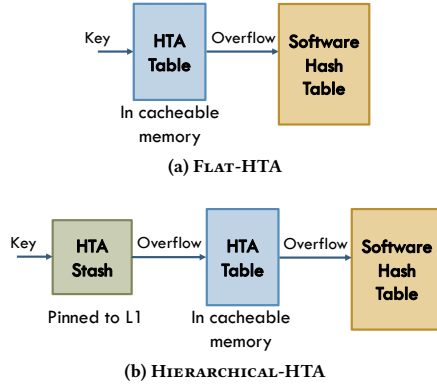 Key
HTA
Table
Overflow
Software
Hash
Table
In cacheable
memory
(a) FLAT-HTA
Key
HTA
Stash
Overflow
HTA
Table
Overflow
Software
Hash
Table
Pinned to L1
In cacheable
memory
(b) HIERARCHICAL-HTA